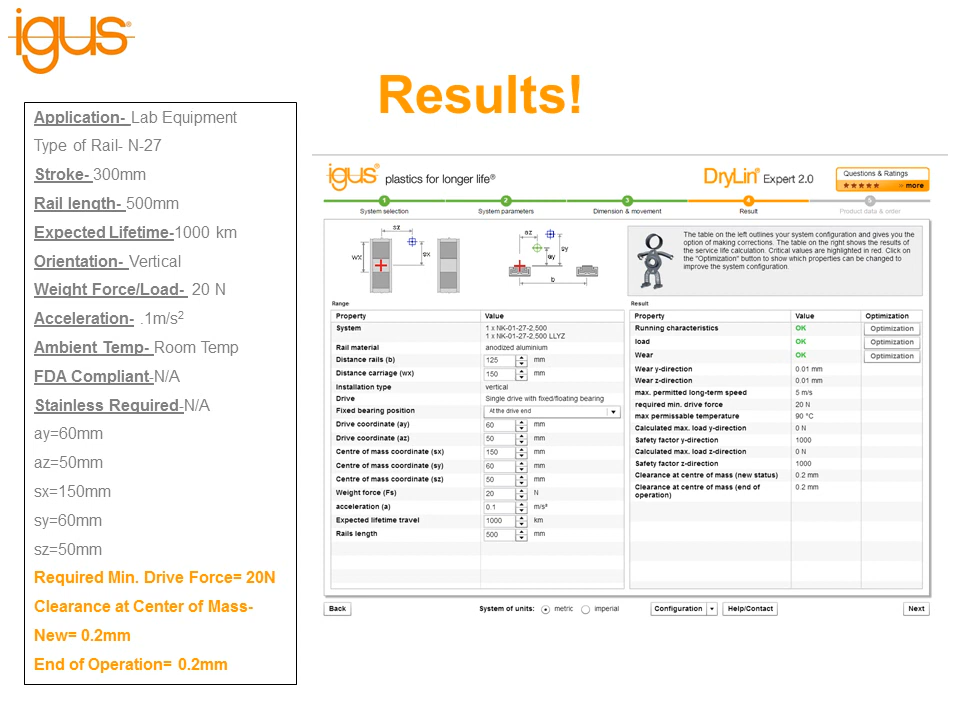 igus®
Results!
Application- Lab Equipment
Type of Rail- N-27
Stroke- 300mm
Rail length- 500mm
Expected Lifetime-1000 km
Orientation- Vertical
Weight Force/Load- 20 N
Acceleration- .1m/s²
Ambient Temp- Room Temp
FDA Compliant-N/A
Stainless Required-N/A
ay=60mm
az=50mm
sx=150mm
sy=60mm
sz=50mm
Required Min. Drive Force= 20N
Clearance at Center of Mass-
New= 0.2mm
End of Operation= 0.2mm
igus® plastics for longer life®
DryLin® Expert 2.0
Questions & Ratings
★★★★★ » more
1 2 3 4 5
System selection System parameters Dimension & movement Result Product data & order
sx sz
wx øx øy sy
b
The table on the left outlines your system configuration and gives you the
option of making corrections. The table on the right shows the results of
the service life calculation. Critical values are highlighted in red. Click on
the "Optimization" button to show which properties can be changed to
improve the system configuration.
Range
Property Value
System 1 x NK-01-27-2,500
1 x NK-01-27-2,500 LLYZ
Rail material anodized aluminium
Distance rails (b) 125 mm
Distance carriage (wx) 150 mm
Installation type vertical
Drive Single drive with fixed/floating bearing
Fixed bearing position At the drive end
Drive coordinate (ay) 60 mm
Drive coordinate (az) 50 mm
Centre of mass coordinate (sx) 150 mm
Centre of mass coordinate (sy) 60 mm
Centre of mass coordinate (sz) 50 mm
Weight force (Fs) 20 N
acceleration (a) 0.1 m/s²
Expected lifetime travel 1000 km
Rails length 500 mm
Result
Property Value Optimization
Running characteristics OK Optimization
load OK Optimization
Wear OK Optimization
Wear y-direction 0.01 mm
Wear z-direction 0.01 mm
max. permitted long-term speed 5 m/s
required min. drive force 20 N
max permissable temperature 90 °C
Calculated max. load y-direction 0 N
Safety factor y-direction 1000
Calculated max. load z-direction 0 N
Safety factor z-direction 1000
Clearance at centre of mass (new status) 0.2 mm
Clearance at centre of mass (end of 0.2 mm
operation)
Back System of units: metric imperial Configuration Help/Contact Next